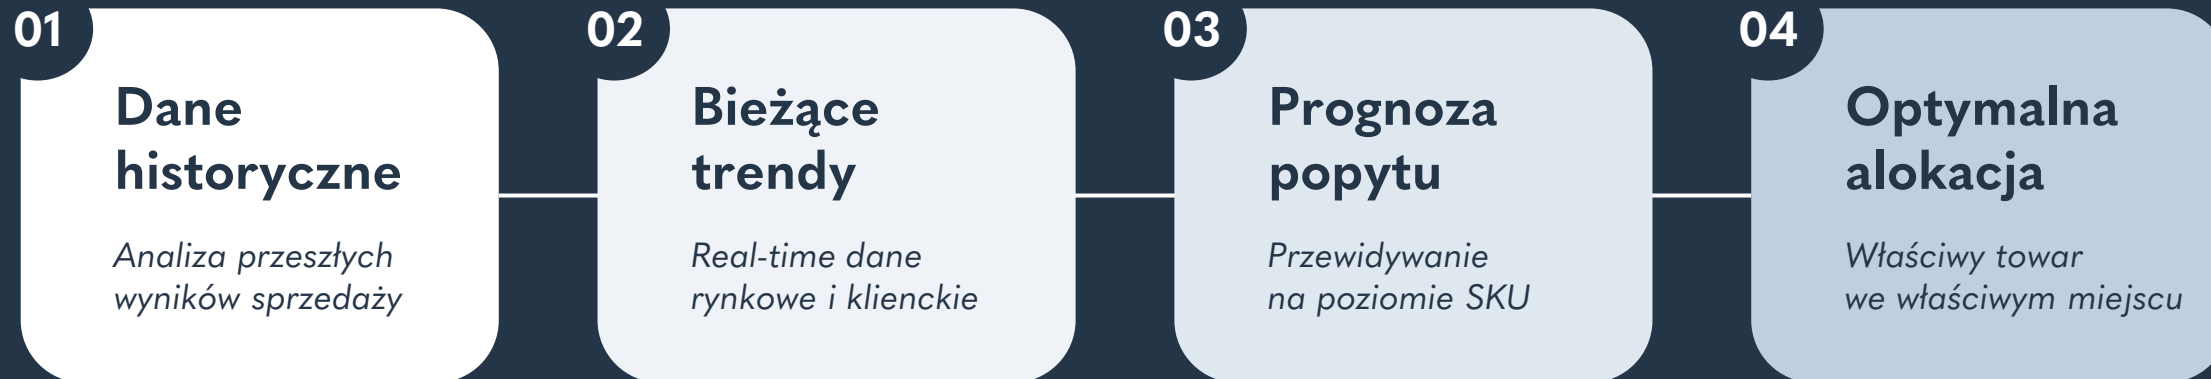 01
Dane
historyczne
Analiza przeszłych
wyników sprzedaży
02
Bieżące
trendy
Real-time dane
rynkowe i klienckie
03
Prognoza
popytu
Przewidywanie
na poziomie SKU
04
Optymalna
alokacja
Właściwy towar
we właściwym miejscu